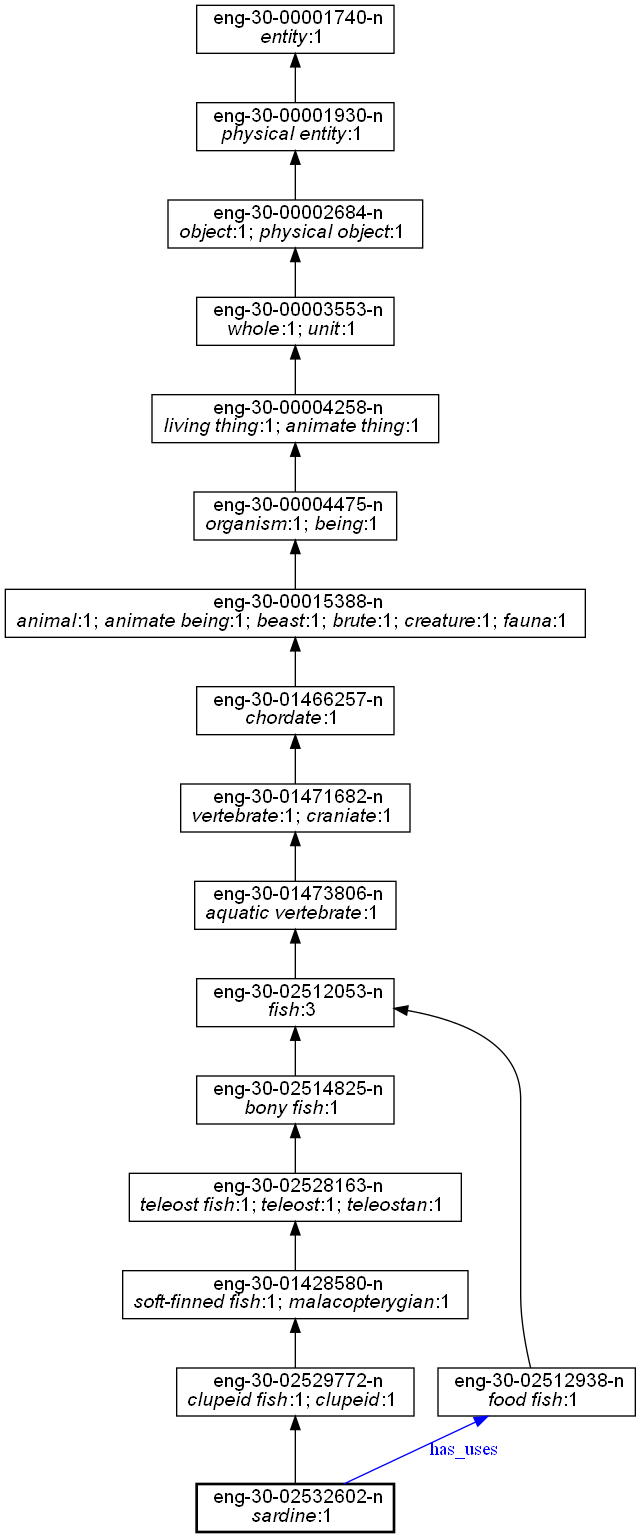 eng-30-00001740-n
entity:1
eng-30-00001930-n
physical entity:1
eng-30-00002684-n
object:1; physical object:1
eng-30-00003553-n
whole:1; unit:1
eng-30-00004258-n
living thing:1; animate thing:1
eng-30-00004475-n
organism:1; being:1
eng-30-00015388-n
animal:1; animate being:1; beast:1; brute:1; creature:1; fauna:1
eng-30-01466257-n
chordate:1
eng-30-01471682-n
vertebrate:1; craniate:1
eng-30-01473806-n
aquatic vertebrate:1
eng-30-02512053-n
fish:3
eng-30-02514825-n
bony fish:1
eng-30-02528163-n
teleost fish:1; teleost:1; teleostan:1
eng-30-01428580-n
soft-finned fish:1; malacopterygian:1
eng-30-02529772-n
clupeid fish:1; clupeid:1
eng-30-02512938-n
food fish:1
has_uses
eng-30-02532602-n
sardine:1